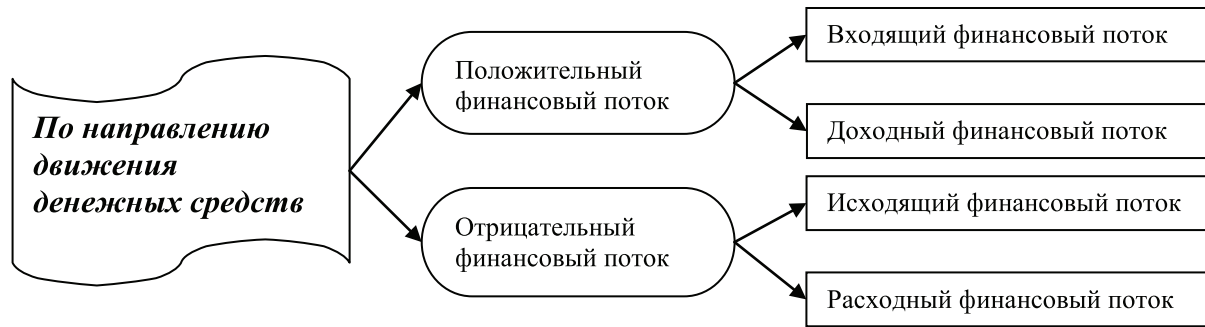 По направлению
движения
денежных средств
Положительный
финансовый поток
Входящий финансовый поток
Доходный финансовый поток
Отрицательный
финансовый поток
Исходящий финансовый поток
Расходный финансовый поток